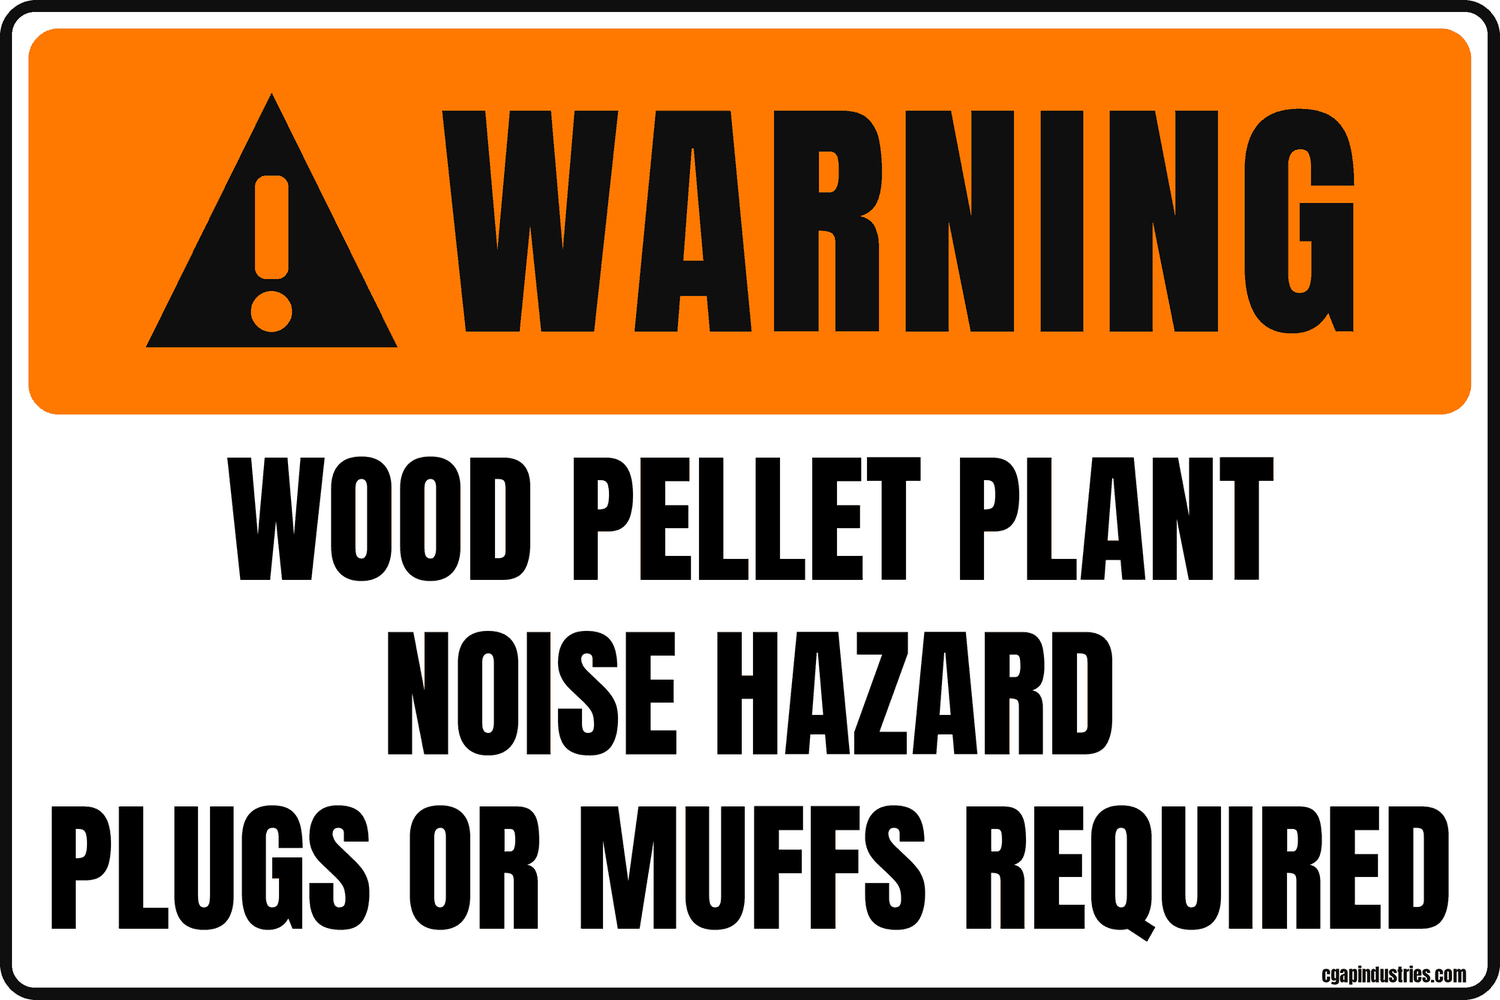 WARNING
WOOD PELLET PLANT
NOISE HAZARD
PLUGS OR MUFFS REQUIRED
cgapindustries.com